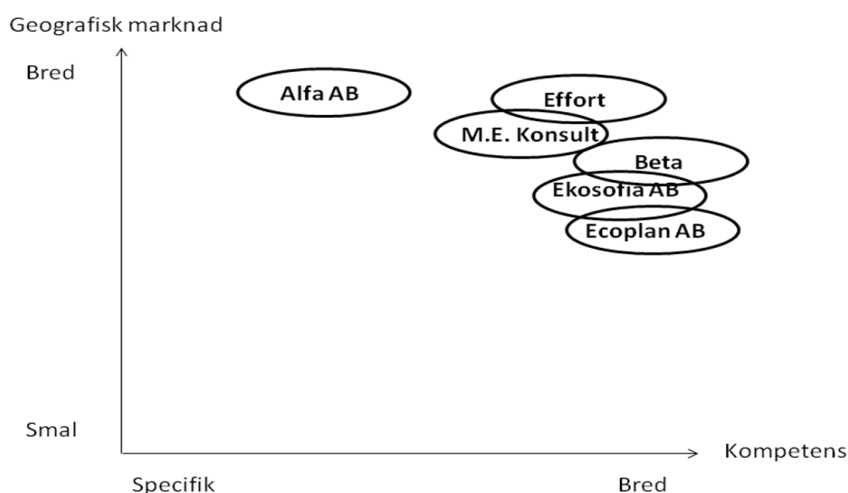 Geografisk marknad
Bred
Alfa AB
Effort
M.E. Konsult
Beta
Ekosofia AB
Ecoplan AB
Smal
Kompetens
Specifik
Bred